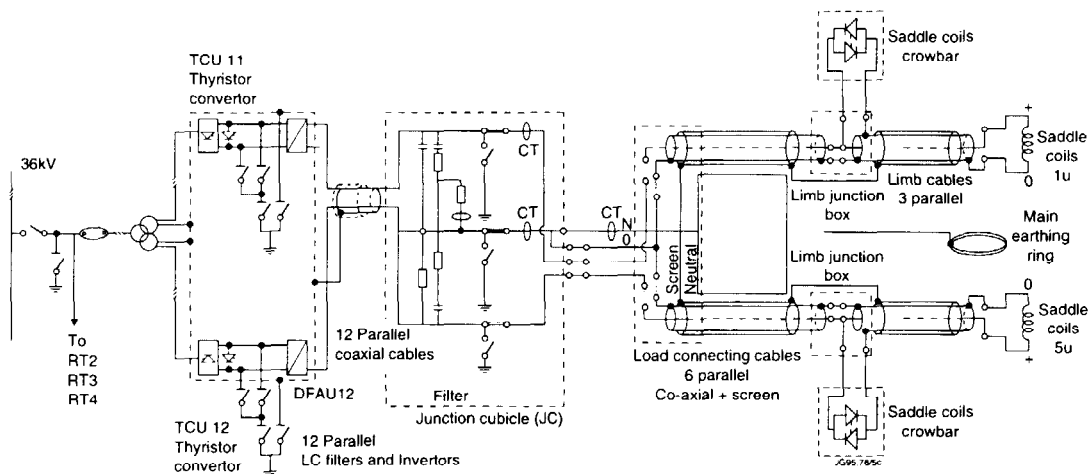 36kV
To
RT2
RT3
RT4
TCU 11
Thyristor
convertor
DFAU12
TCU 12
Thyristor
convertor
12 Parallel
LC filters and Invertors
12 Parallel
coaxial cables
CT
CT
Filter
Junction cubicle (JC)
CT
N
0
Screen
Neutral
Load connecting cables
6 parallel
Co-axial + screen
Saddle coils
crowbar
Limb junction
box
Limb cables
3 parallel
+
Saddle
coils
1u
0
Main
earthing
ring
Limb junction
box
0
Saddle
coils
5u
+
Saddle coils
crowbar
JG95.78/5c